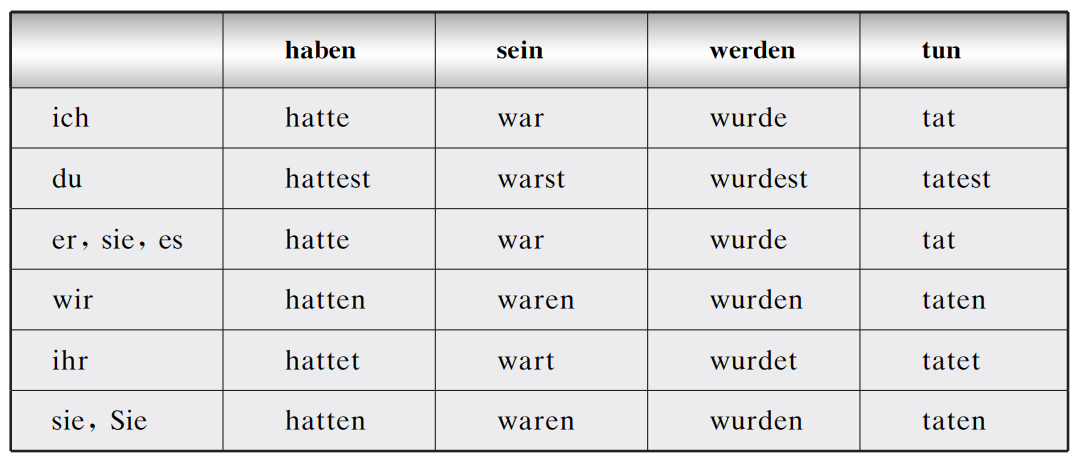 haben sein werden tun
ich hatte war wurde tat
du hattest warst wurdest tatest
er, sie, es hatte war wurde tat
wir hatten waren wurden taten
ihr hattet wart wurdet tatet
sie, Sie hatten waren wurden taten